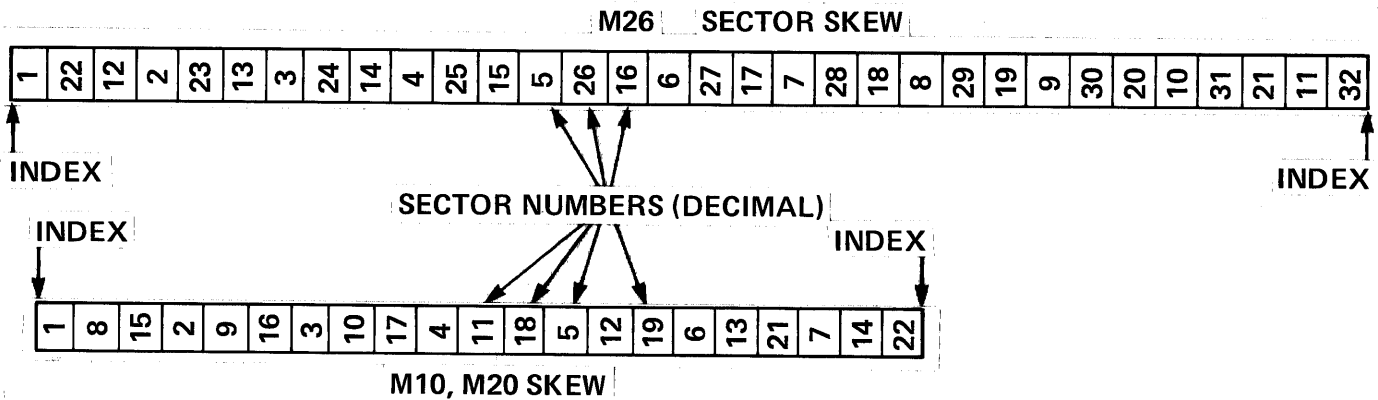 M26 SECTOR SKEW
1 22 12 2 23 13 3 24 14 4 25 15 5 26 16 6 27 17 7 28 18 8 29 19 9 30 20 10 31 21 11 32
INDEX INDEX
SECTOR NUMBERS (DECIMAL)
INDEX INDEX
1 8 15 2 9 16 3 10 17 4 11 18 5 12 19 6 13 21 7 14 22
M10, M20 SKEW